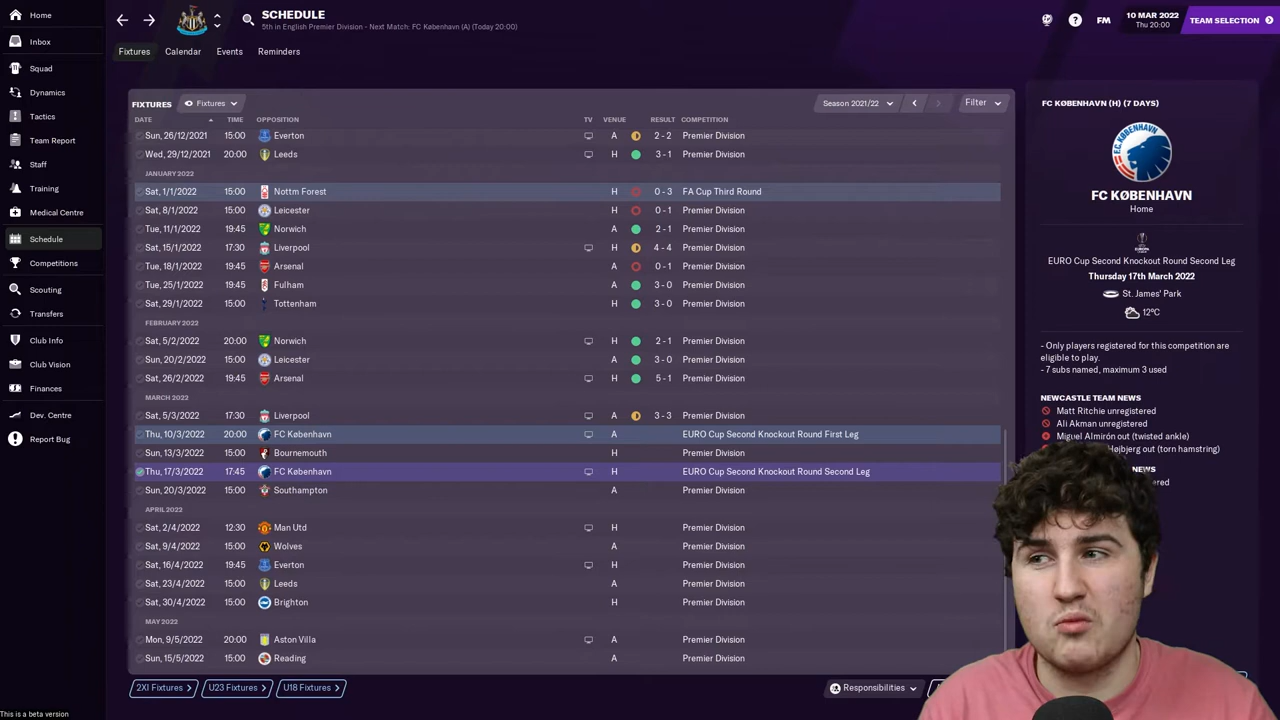 SCHEDULE
5th in English Premier Division - Next Match: FC København (A) (Today 20:00)
FM
10 MAR 2022
Thu 20:00
TEAM SELECTION
Home
Inbox
Squad
Dynamics
Tactics
Team Report
Staff
Training
Medical Centre
Schedule
Competitions
Scouting
Transfers
Club Info
Club Vision
Finances
Dev. Centre
Report Bug
This is a beta version
Fixtures Calendar Events Reminders
FIXTURES Fixtures Season 2021/22 Filter
DATE TIME OPPOSITION TV VENUE RESULT COMPETITION
Sun, 26/12/2021 15:00 Everton A 2 - 2 Premier Division
Wed, 29/12/2021 20:00 Leeds H 3 - 1 Premier Division
JANUARY 2022
Sat, 1/1/2022 15:00 Nottm Forest H 0 - 3 FA Cup Third Round
Sat, 8/1/2022 15:00 Leicester H 0 - 1 Premier Division
Tue, 11/1/2022 19:45 Norwich A 2 - 1 Premier Division
Sat, 15/1/2022 17:30 Liverpool H 4 - 4 Premier Division
Tue, 18/1/2022 19:45 Arsenal A 0 - 1 Premier Division
Tue, 25/1/2022 19:45 Fulham A 3 - 0 Premier Division
Sat, 29/1/2022 15:00 Tottenham H 3 - 0 Premier Division
FEBRUARY 2022
Sat, 5/2/2022 20:00 Norwich H 2 - 1 Premier Division
Sun, 20/2/2022 15:00 Leicester A 3 - 0 Premier Division
Sat, 26/2/2022 19:45 Arsenal H 5 - 1 Premier Division
MARCH 2022
Sat, 5/3/2022 17:30 Liverpool A 3 - 3 Premier Division
Thu, 10/3/2022 20:00 FC København A EURO Cup Second Knockout Round First Leg
Sun, 13/3/2022 15:00 Bournemouth H Premier Division
Thu, 17/3/2022 17:45 FC København H EURO Cup Second Knockout Round Second Leg
Sun, 20/3/2022 15:00 Southampton A Premier Division
APRIL 2022
Sat, 2/4/2022 12:30 Man Utd H Premier Division
Sat, 9/4/2022 15:00 Wolves A Premier Division
Sat, 16/4/2022 19:45 Everton H Premier Division
Sat, 23/4/2022 15:00 Leeds A Premier Division
Sat, 30/4/2022 15:00 Brighton H Premier Division
MAY 2022
Mon, 9/5/2022 20:00 Aston Villa A Premier Division
Sun, 15/5/2022 15:00 Reading A Premier Division
2XI Fixtures U23 Fixtures U18 Fixtures Responsibilities
FC KØBENHAVN (H) (7 DAYS)
FC KØBENHAVN
Home
EURO Cup Second Knockout Round Second Leg
Thursday 17th March 2022
St. James' Park
12ºC
- Only players registered for this competition are
eligible to play.
- 7 subs named, maximum 3 used
NEWCASTLE TEAM NEWS
Matt Ritchie unregistered
Ali Akman unregistered
Miguel Almirón out (twisted ankle)
Højbjerg out (torn hamstring)
NEWS